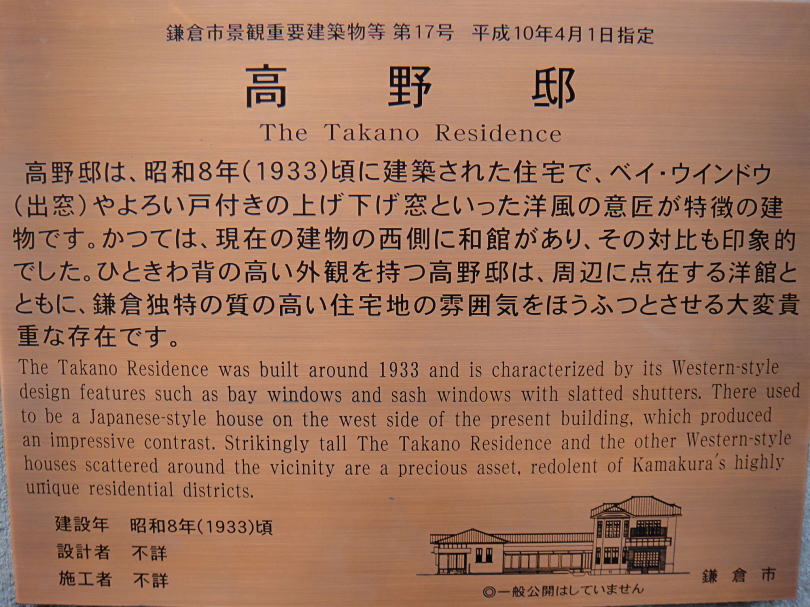 鎌倉市景観重要建築物等 第17号　平成10年4月1日指定
高野邸
The Takano Residence
高野邸は、昭和8年(1933)頃に建築された住宅で、ベイ・ウインドウ
(出窓)やよろい戸付きの上げ下げ窓といった洋風の意匠が特徴の建
物です。かつては、現在の建物の西側に和館があり、その対比も印象的
でした。ひときわ背の高い外観を持つ高野邸は、周辺に点在する洋館と
ともに、鎌倉独特の質の高い住宅地の雰囲気をほうふつとさせる大変貴
重な存在です。
The Takano Residence was built around 1933 and is characterized by its Western-style
design features such as bay windows and sash windows with slatted shutters. There used
to be a Japanese-style house on the west side of the present building, which produced
an impressive contrast. Strikingly tall The Takano Residence and the other Western-style
houses scattered around the vicinity are a precious asset, redolent of Kamakura's highly
unique residential districts.
建設年　昭和8年(1933)頃
設計者　不詳
施工者　不詳
◎一般公開はしていません
鎌倉市